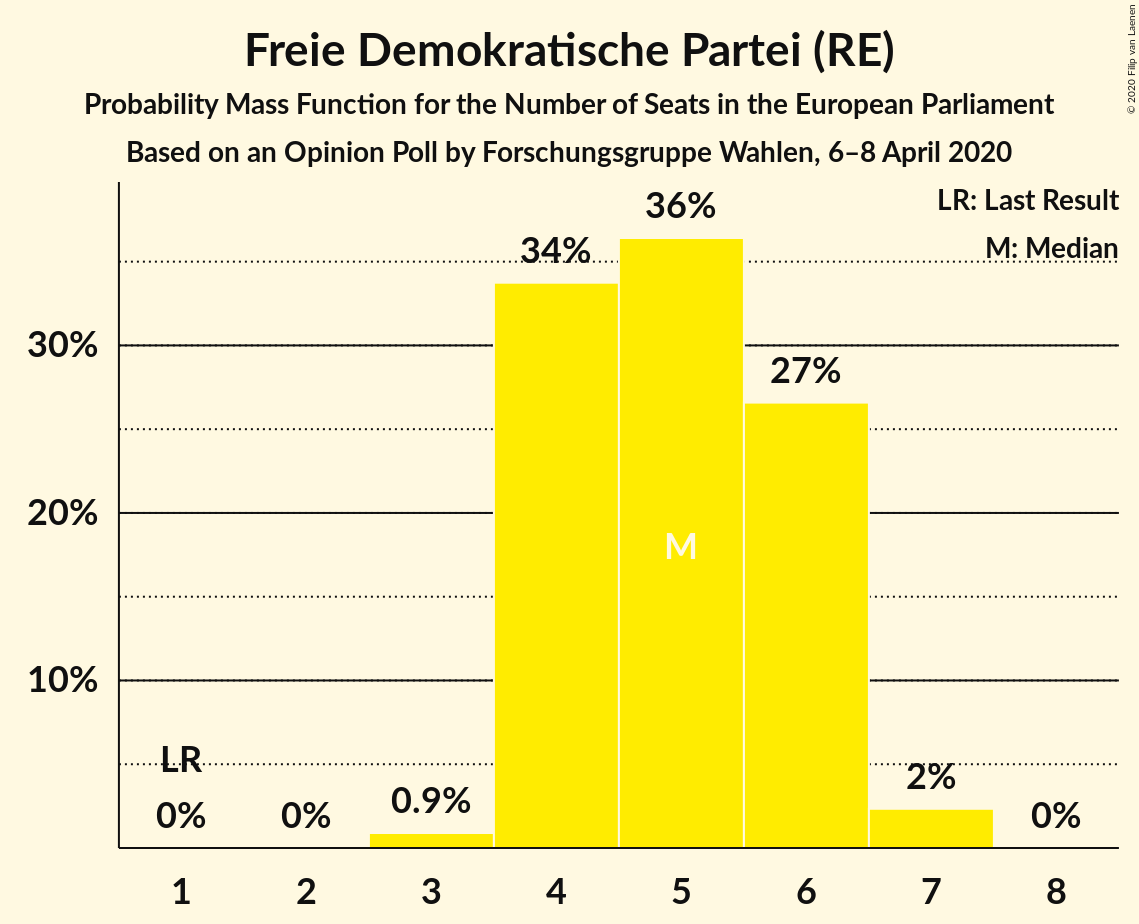 Freie Demokratische Partei (RE)
Probability Mass Function for the Number of Seats in the European Parliament
Based on an Opinion Poll by Forschungsgruppe Wahlen, 6–8 April 2020
© 2020 Filip van Laenen
LR: Last Result
M: Median
36%
34%
30%
27%
20%
M
10%
LR
2%
0.9%
0%
0%
0%
1
2
3
4
5
6
7
8